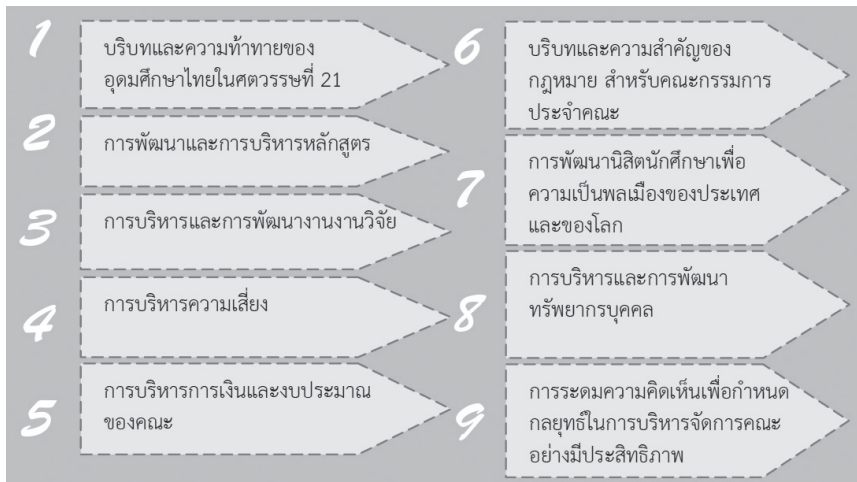 1
บริบทและความท้าทายของ
อุดมศึกษาไทยในศตวรรษที่ 21
2
การพัฒนาและการบริหารหลักสูตร
3
การบริหารและการพัฒนางานงานวิจัย
4
การบริหารความเสี่ยง
5
การบริหารการเงินและงบประมาณ
ของคณะ
6
บริบทและความสำคัญของ
กฎหมาย สำหรับคณะกรรมการ
ประจำคณะ
7
การพัฒนานิสิตนักศึกษาเพื่อ
ความเป็นพลเมืองของประเทศ
และของโลก
8
การบริหารและการพัฒนา
ทรัพยากรบุคคล
9
การระดมความคิดเห็นเพื่อกำหนด
กลยุทธ์ในการบริหารจัดการคณะ
อย่างมีประสิทธิภาพ